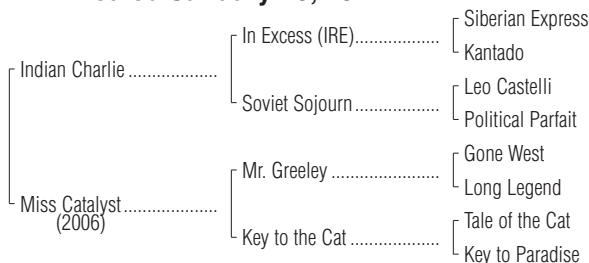 Siberian Express
In Excess (IRE)..................
Kantado
Indian Charlie ...................
Leo Castelli
Soviet Sojourn..................
Political Parfait
Gone West
Mr. Greeley .......................
Long Legend
Miss Catalyst....................
(2006)
Tale of the Cat
Key to the Cat ...................
Key to Paradise